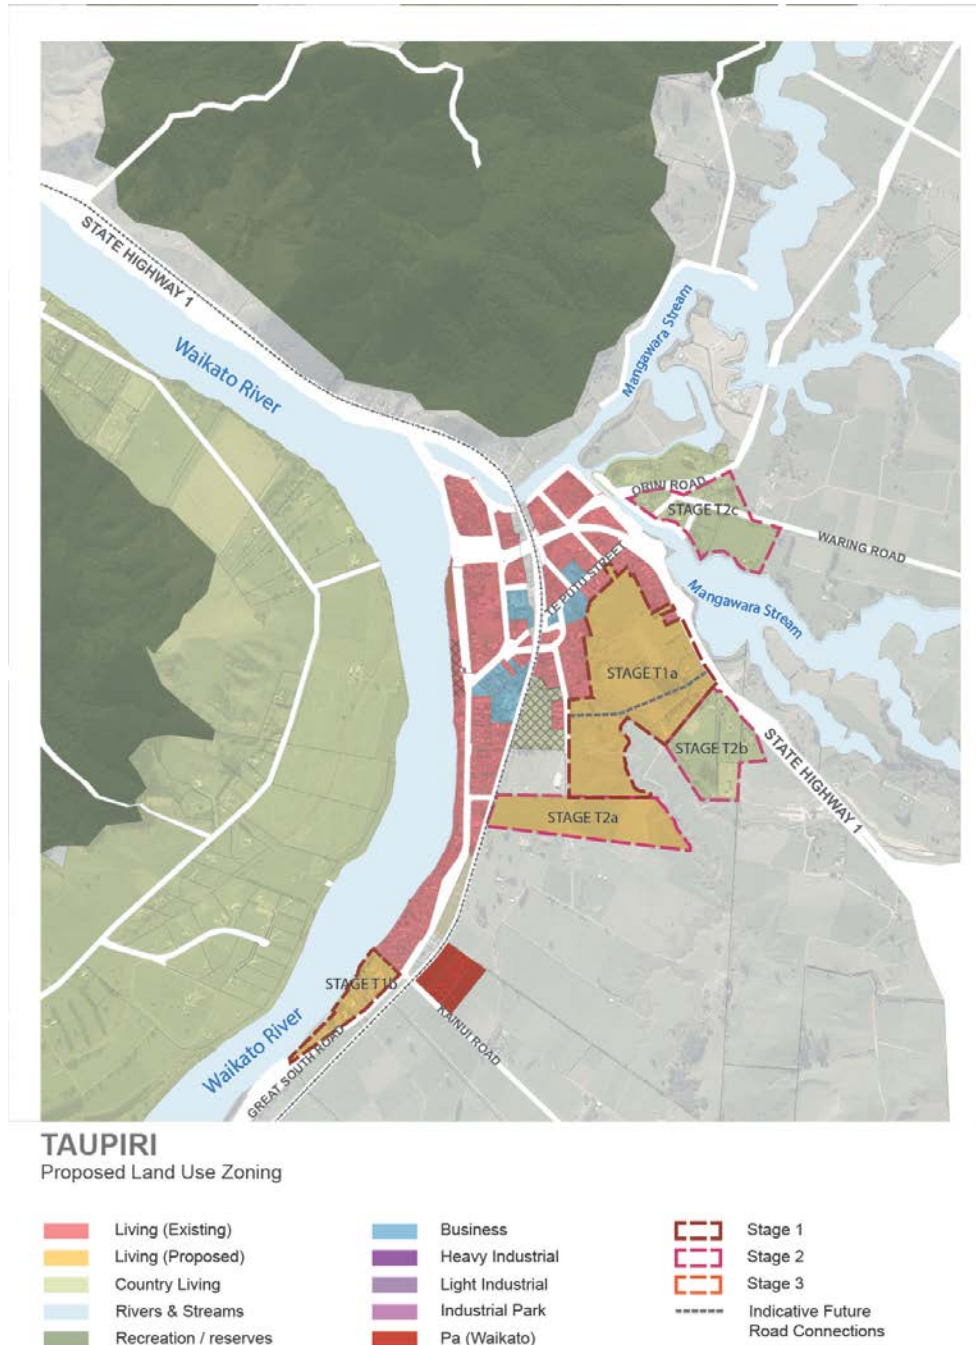 STATE HIGHWAY 1
Waikato River
Mangawara Stream
ORINI ROAD
STAGE T2c
WARING ROAD
TE PUTU STREET
Mangawara Stream
STAGE T1a
STAGE T2b
STATE HIGHWAY 1
STAGE T2a
STAGE T1b
Waikato River
GREAT SOUTH ROAD
KAINUI ROAD
TAUPIRI
Proposed Land Use Zoning
Living (Existing)
Living (Proposed)
Country Living
Rivers & Streams
Recreation / reserves
Business
Heavy Industrial
Light Industrial
Industrial Park
Pa (Waikato)
Stage 1
Stage 2
Stage 3
Indicative Future
Road Connections